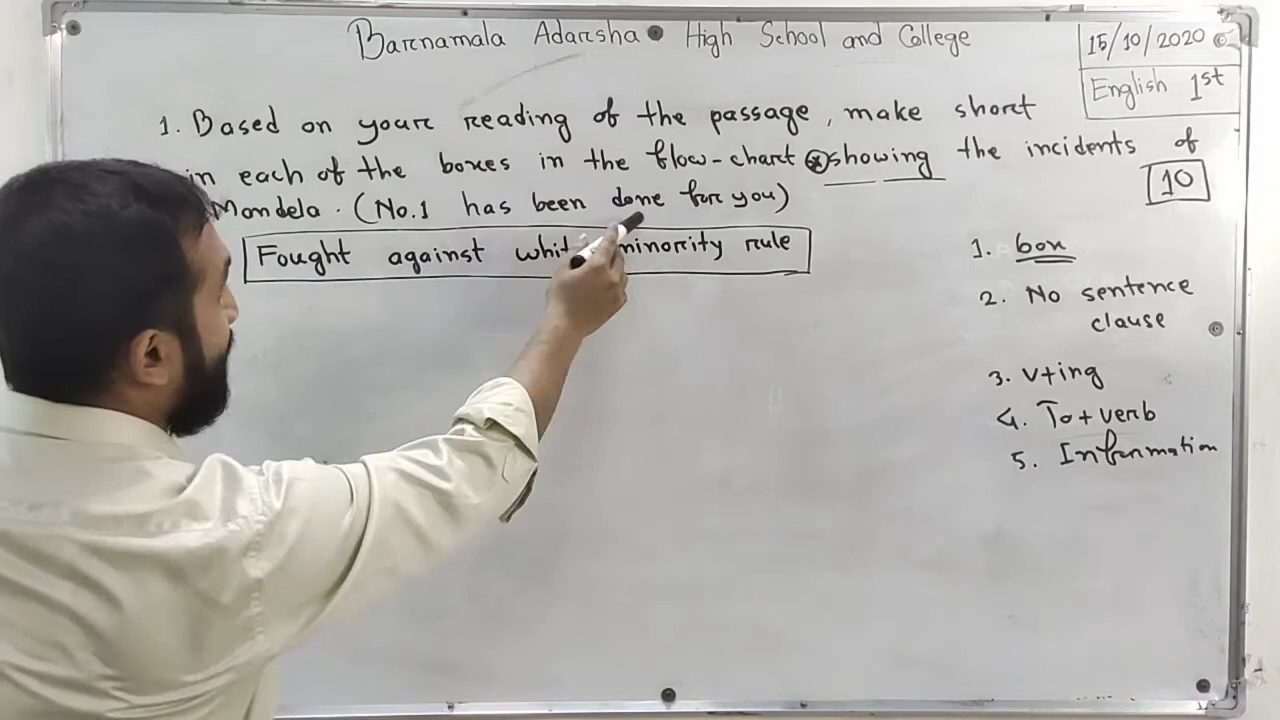 Barnamala Adarsha High School and College
15/10/2020
English 1st
1. Based on your reading of the passage, make short
in each of the boxes in the flow-chart showing the incidents of
Mandela. (No.1 has been done for you)
10
Fought against white minority rule
1. box
2. No sentence
clause
3. v+ing
4. To+verb
5. Information